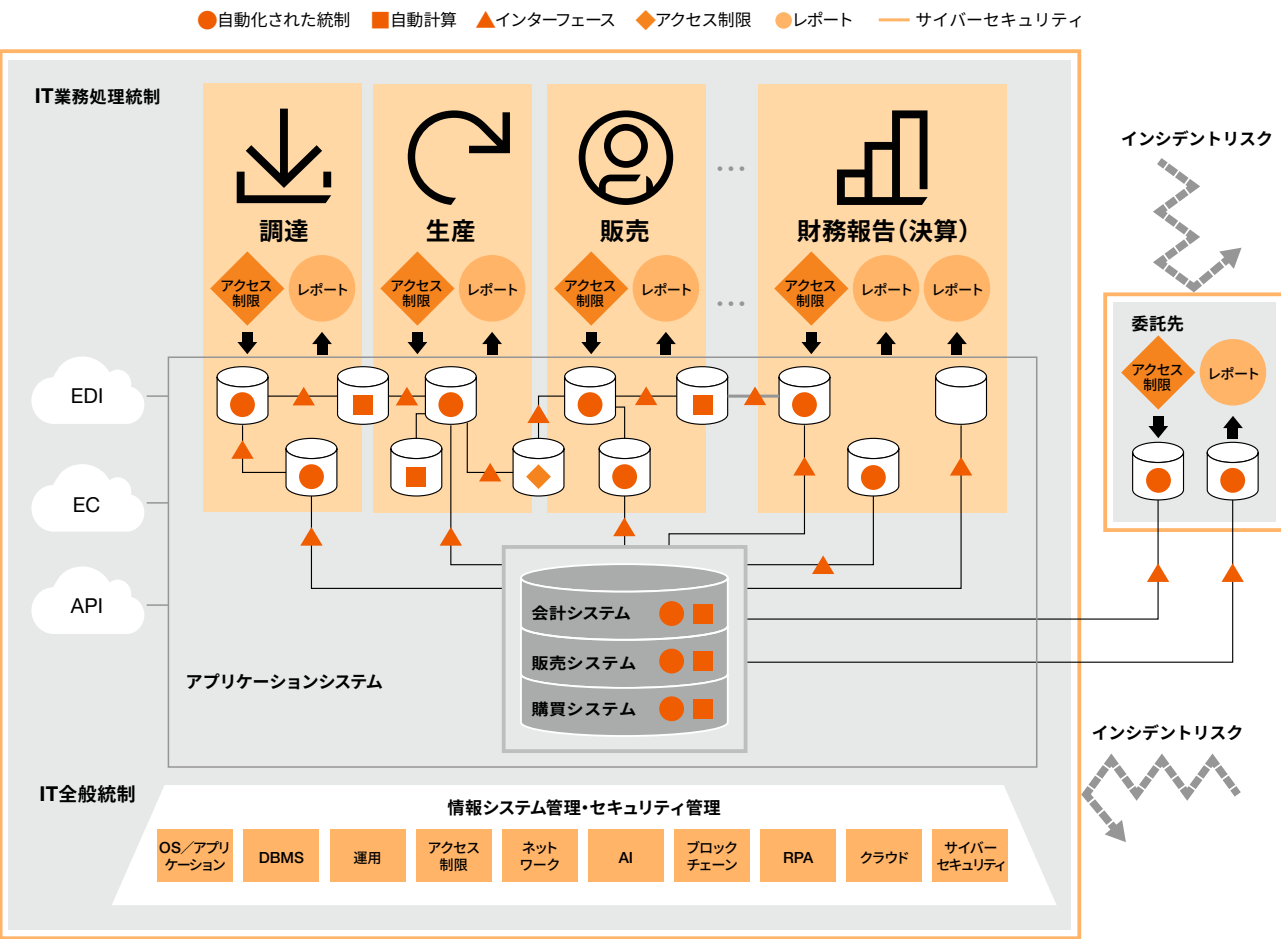 自動化された統制 自動計算 インターフェース アクセス制限 レポート サイバーセキュリティ
IT業務処理統制
調達
生産
販売
…
財務報告（決算）
アクセス
制限
レポート
アクセス
制限
レポート
アクセス
制限
レポート
…
アクセス
制限
レポート
レポート
インシデントリスク
委託先
アクセス
制限
レポート
EDI
EC
API
会計システム
販売システム
購買システム
アプリケーションシステム
インシデントリスク
IT全般統制
情報システム管理・セキュリティ管理
OS／アプリ
ケーション
DBMS
運用
アクセス
制限
ネット
ワーク
AI
ブロック
チェーン
RPA
クラウド
サイバー
セキュリティ